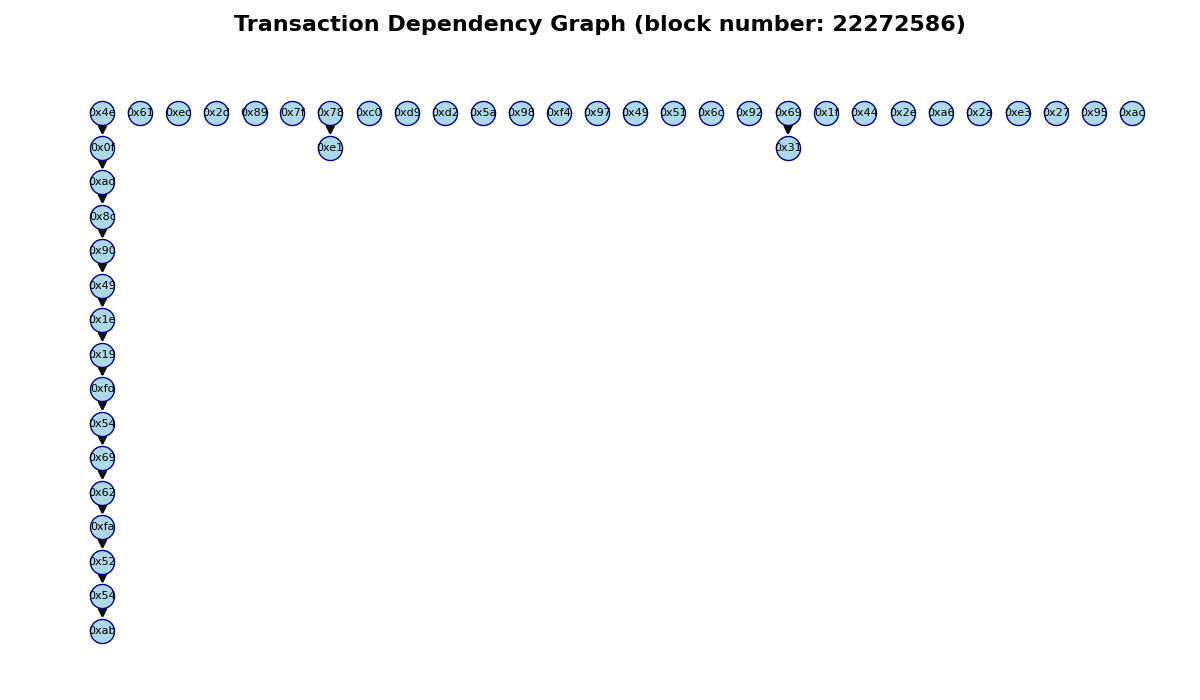 Transaction Dependency Graph (block number: 22272586)
0x4e 0x61 0xec 0x2d 0x89 0x7f 0x78 0xc0 0xd9 0xd2 0x5a 0x98 0xf4 0x97 0x49 0x51 0x6c 0x92 0x69 0x1f 0x44 0x2e 0xa6 0x2a 0xe3 0x27 0x95 0xac
0x0f 0xe1 0x31
0xad
0x8c
0x90
0x49
0x1e
0x19
0xfd
0x54
0x69
0x62
0xfa
0x52
0x54
0xab